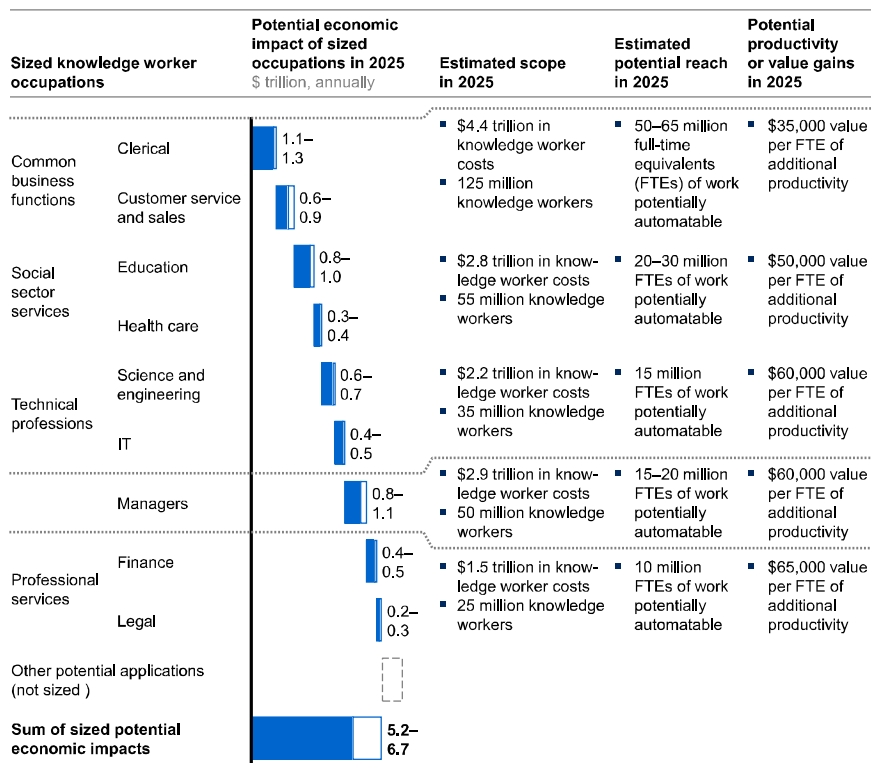 Sized knowledge worker
occupations
Potential economic
impact of sized
occupations in 2025
$ trillion, annually
Estimated scope
in 2025
Estimated
potential reach
in 2025
Potential
productivity
or value gains
in 2025
Common
business
functions
Clerical
1.1–
1.3
Customer service
and sales
0.6–
0.9
▪ $4.4 trillion in
knowledge worker
costs
▪ 125 million
knowledge workers
▪ 50–65 million
full-time
equivalents
(FTEs) of work
potentially
automatable
▪ $35,000 value
per FTE of
additional
productivity
Social
sector
services
Education
0.8–
1.0
Health care
0.3–
0.4
▪ $2.8 trillion in know-
ledge worker costs
▪ 55 million knowledge
workers
▪ 20–30 million
FTEs of work
potentially
automatable
▪ $50,000 value
per FTE of
additional
productivity
Technical
professions
Science and
engineering
0.6–
0.7
IT
0.4–
0.5
▪ $2.2 trillion in know-
ledge worker costs
▪ 35 million knowledge
workers
▪ 15 million
FTEs of work
potentially
automatable
▪ $60,000 value
per FTE of
additional
productivity
Managers
0.8–
1.1
▪ $2.9 trillion in know-
ledge worker costs
▪ 50 million knowledge
workers
▪ 15–20 million
FTEs of work
potentially
automatable
▪ $60,000 value
per FTE of
additional
productivity
Professional
services
Finance
0.4–
0.5
Legal
0.2–
0.3
▪ $1.5 trillion in know-
ledge worker costs
▪ 25 million knowledge
workers
▪ 10 million
FTEs of work
potentially
automatable
▪ $65,000 value
per FTE of
additional
productivity
Other potential applications
(not sized )
Sum of sized potential
economic impacts
5.2–
6.7